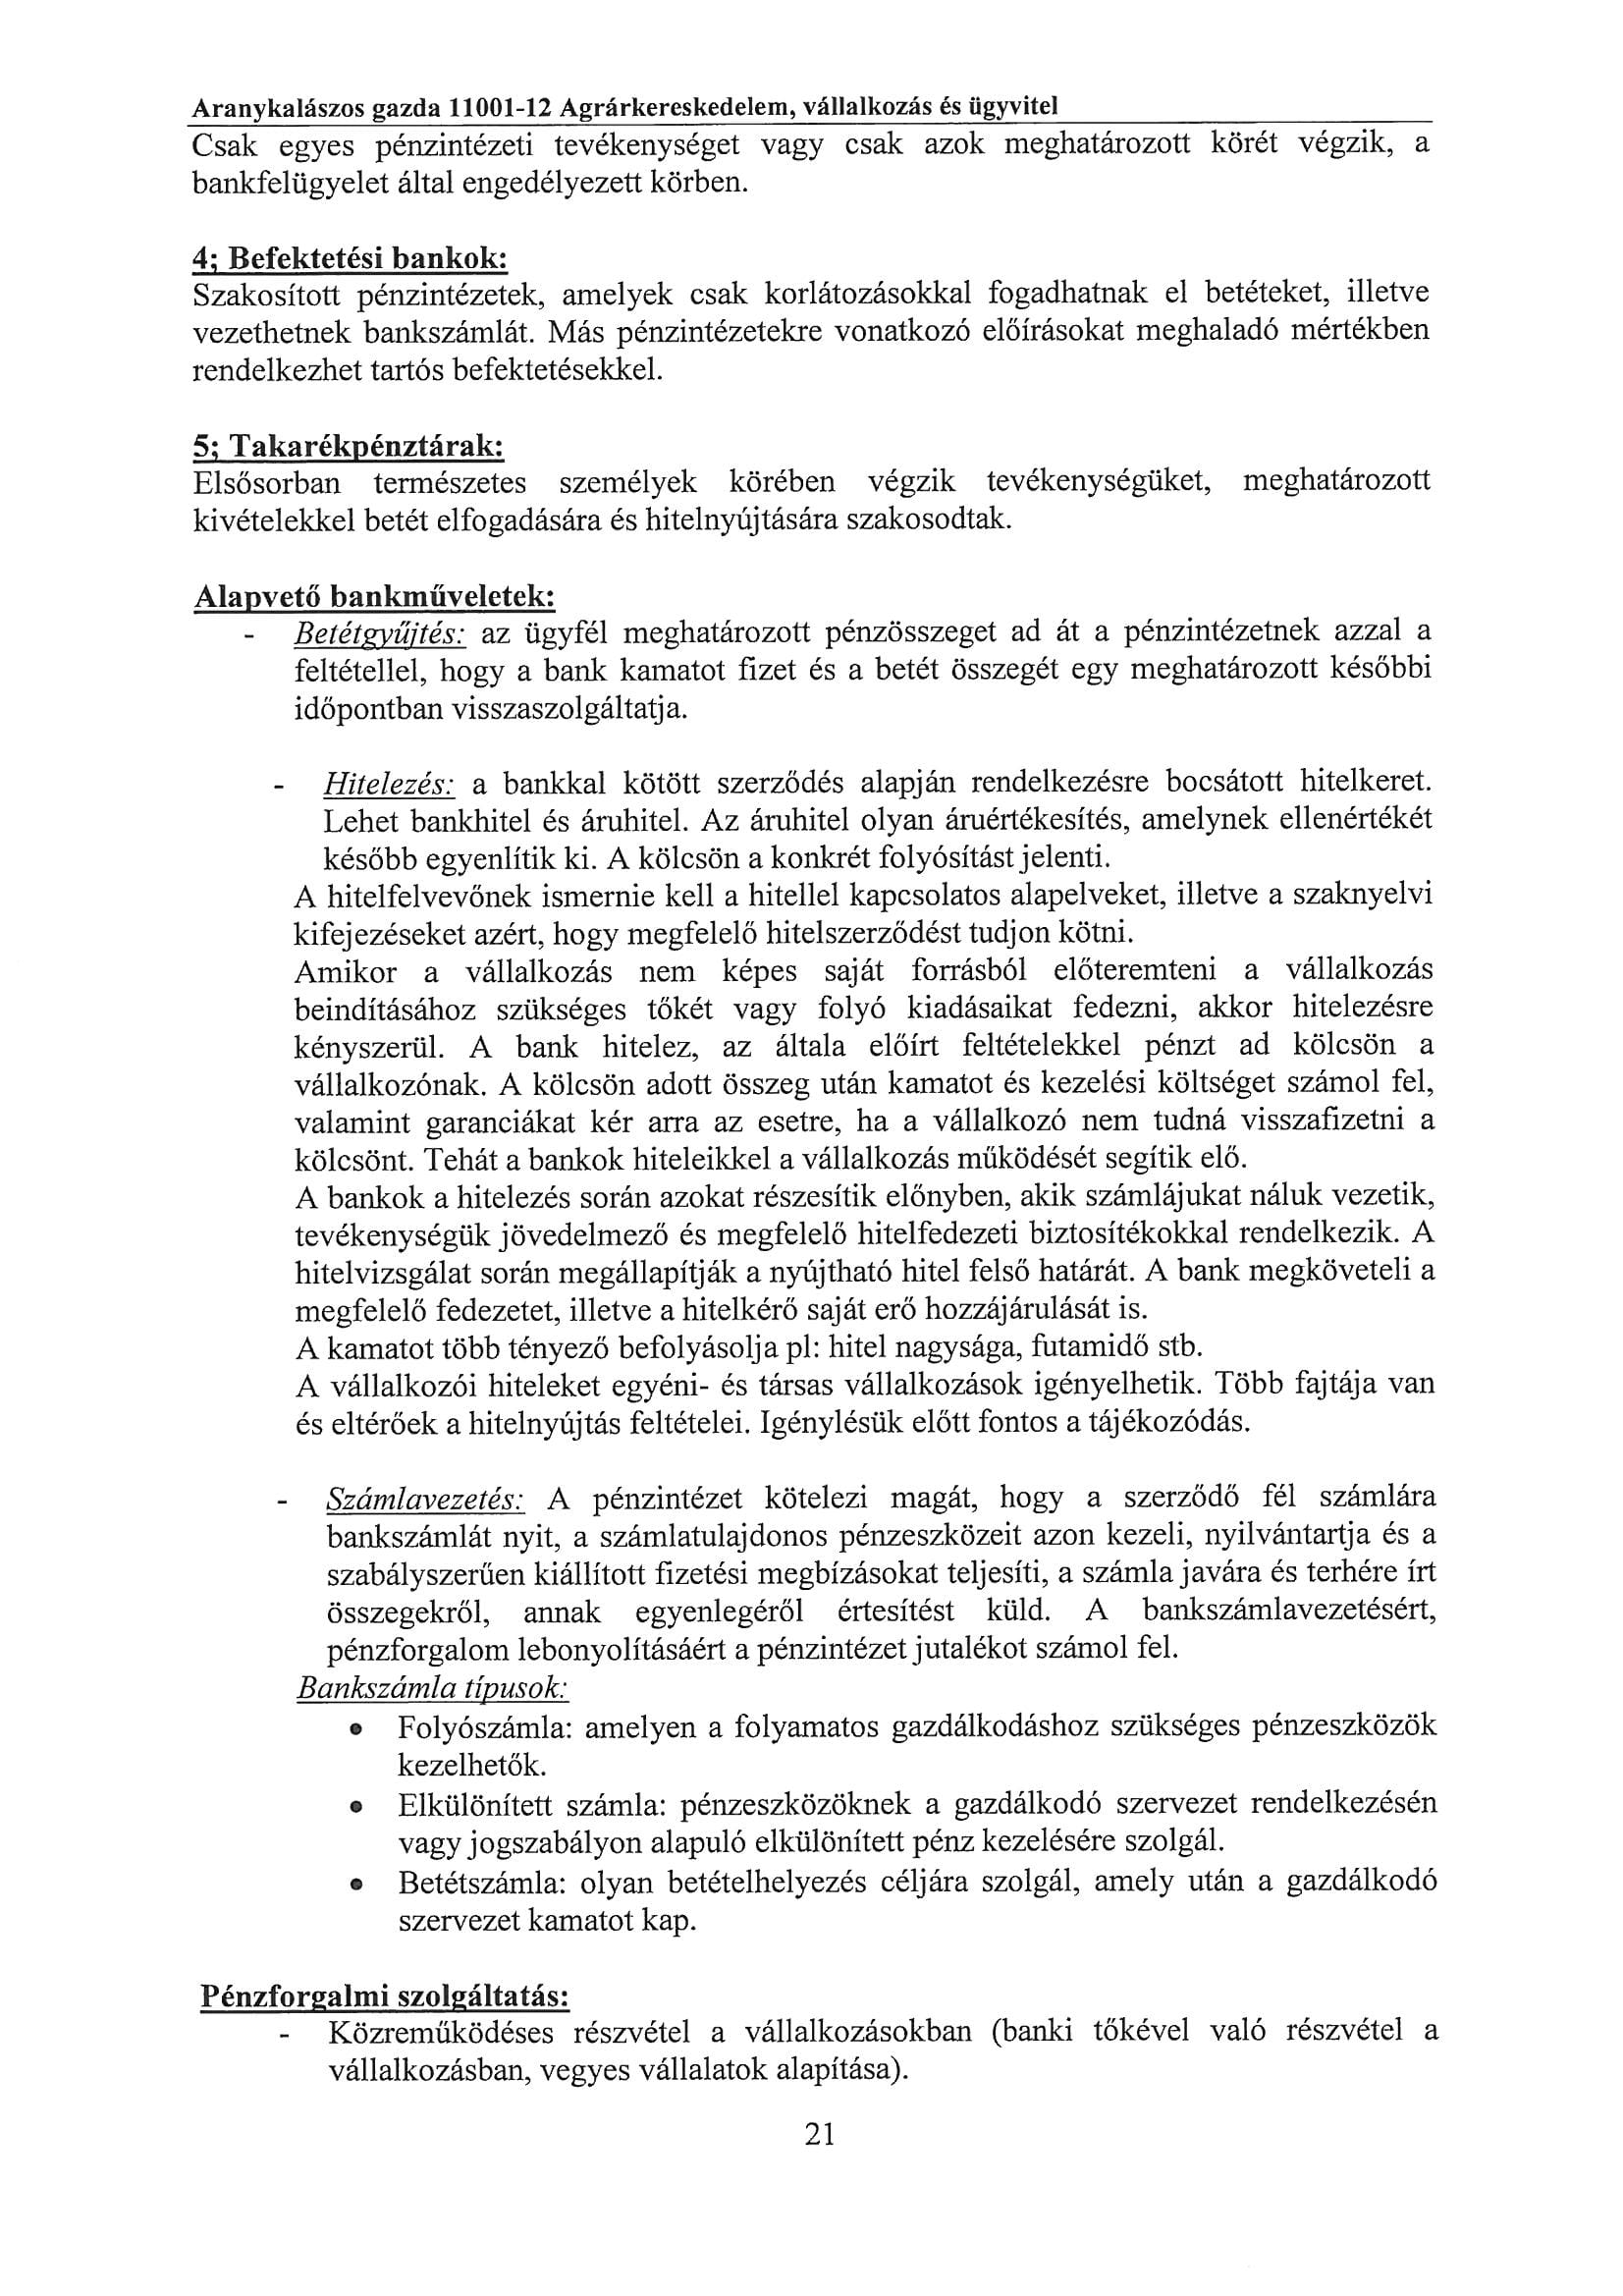 Aranykalászos gazda 11001-12 Agrárkereskedelem, vállalkozás és ügyvitel
Csak egyes pénzintézeti tevékenységet vagy csak azok meghatározott körét végzik, a
bankfelügyelet által engedélyezett körben.
4; Befektetési bankok:
Szakosított pénzintézetek, amelyek csak korlátozásokkal fogadhatnak el betéteket, illetve
vezethetnek bankszámlát. Más pénzintézetekre vonatkozó előírásokat meghaladó mértékben
rendelkezhet tartós befektetésekkel.
5; Takarékpénztárak:
Elsősorban természetes személyek körében végzik tevékenységüket, meghatározott
kivételekkel betét elfogadására és hitelnyújtására szakosodtak.
Alapvető bankműveletek:
- Betétgyűjtés: az ügyfél meghatározott pénzösszeget ad át a pénzintézetnek azzal a
feltétellel, hogy a bank kamatot fizet és a betét összegét egy meghatározott későbbi
időpontban visszaszolgáltatja.
- Hitelezés: a bankkal kötött szerződés alapján rendelkezésre bocsátott hitelkeret.
Lehet bankhitel és áruhitel. Az áruhitel olyan áruértékesítés, amelynek ellenértékét
később egyenlítik ki. A kölcsön a konkrét folyósítást jelenti.
A hitelfelvevőnek ismernie kell a hitellel kapcsolatos alapelveket, illetve a szaknyelvi
kifejezéseket azért, hogy megfelelő hitelszerződést tudjon kötni.
Amikor a vállalkozás nem képes saját forrásból előteremteni a vállalkozás
beindításához szükséges tőkét vagy folyó kiadásaikat fedezni, akkor hitelezésre
kényszerül. A bank hitelez, az általa előírt feltételekkel pénzt ad kölcsön a
vállalkozónak. A kölcsön adott összeg után kamatot és kezelési költséget számol fel,
valamint garanciákat kér arra az esetre, ha a vállalkozó nem tudná visszafizetni a
kölcsönt. Tehát a bankok hiteleikkel a vállalkozás működését segítik elő.
A bankok a hitelezés során azokat részesítik előnyben, akik számlájukat náluk vezetik,
tevékenységük jövedelmező és megfelelő hitelfedezeti biztosítékokkal rendelkezik. A
hitelvizsgálat során megállapítják a nyújtható hitel felső határát. A bank megköveteli a
megfelelő fedezetet, illetve a hitelkérő saját erő hozzájárulását is.
A kamatot több tényező befolyásolja pl: hitel nagysága, futamidő stb.
A vállalkozói hiteleket egyéni- és társas vállalkozások igényelhetik. Több fajtája van
és eltérőek a hitelnyújtás feltételei. Igénylésük előtt fontos a tájékozódás.
- Számlavezetés: A pénzintézet kötelezi magát, hogy a szerződő fél számlára
bankszámlát nyit, a számlatulajdonos pénzeszközeit azon kezeli, nyilvántartja és a
szabályszerűen kiállított fizetési megbízásokat teljesíti, a számla javára és terhére írt
összegekről, annak egyenlegéről értesítést küld. A bankszámlavezetésért,
pénzforgalom lebonyolításáért a pénzintézet jutalékot számol fel.
Bankszámla típusok:
• Folyószámla: amelyen a folyamatos gazdálkodáshoz szükséges pénzeszközök
kezelhetők.
• Elkülönített számla: pénzeszközöknek a gazdálkodó szervezet rendelkezésén
vagy jogszabályon alapuló elkülönített pénz kezelésére szolgál.
• Betétszámla: olyan betételhelyezés céljára szolgál, amely után a gazdálkodó
szervezet kamatot kap.
Pénzforgalmi szolgáltatás:
- Közreműködéses részvétel a vállalkozásokban (banki tőkével való részvétel a
vállalkozásban, vegyes vállalatok alapítása).
21